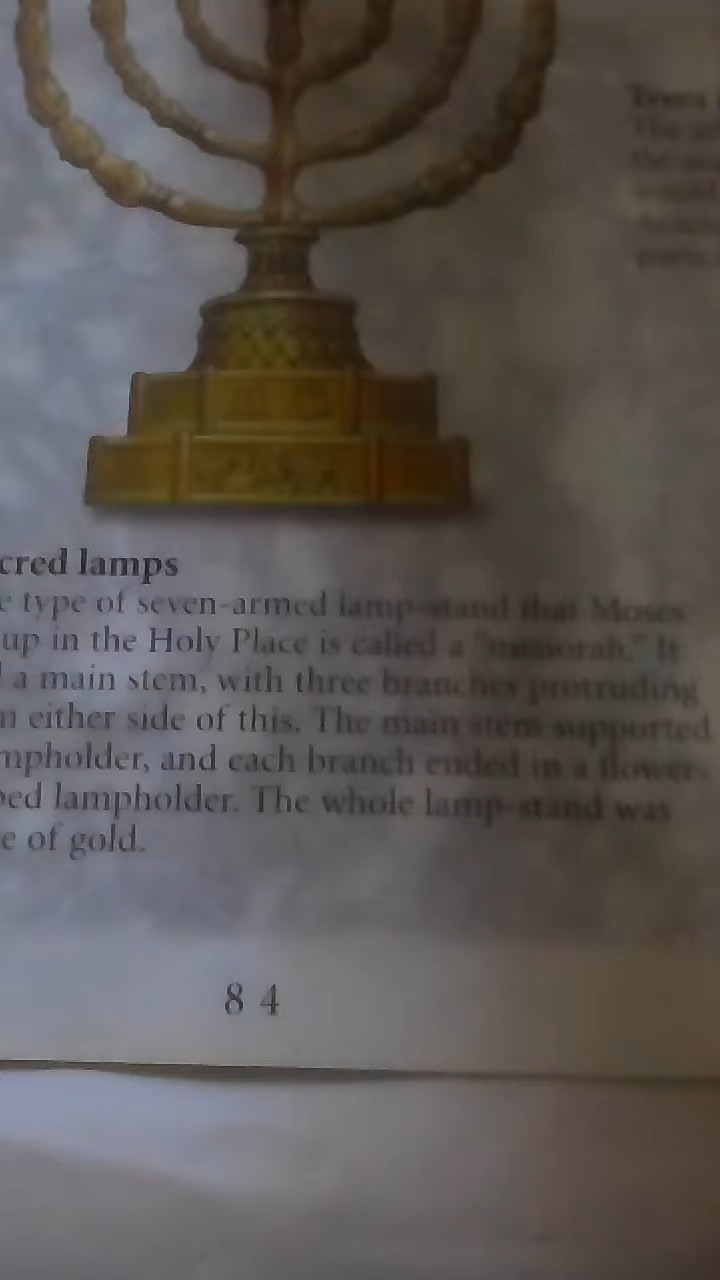 cred lamps
e type of seven-armed lamp-stand that Moses
up in the Holy Place is called a "menorah." It
a main stem, with three branches protruding
n either side of this. The main stem supported
mpholder, and each branch ended in a flower-
ped lampholder. The whole lamp-stand was
e of gold.
8 4